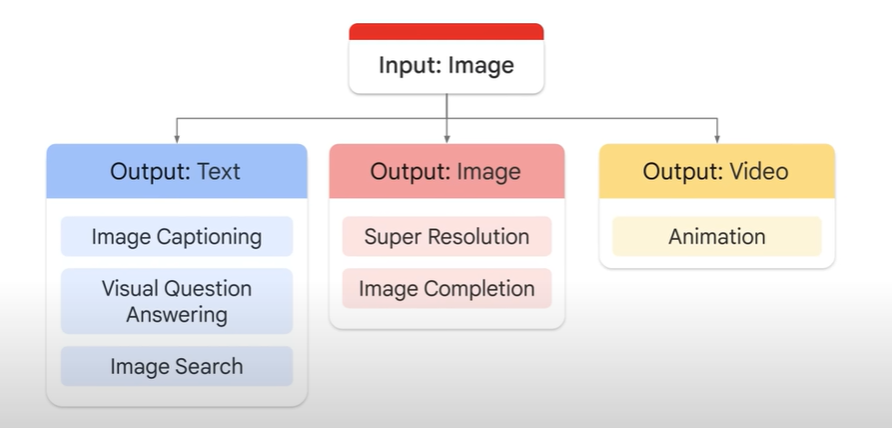 Input: Image
Output: Text
Image Captioning
Visual Question
Answering
Image Search
Output: Image
Super Resolution
Image Completion
Output: Video
Animation